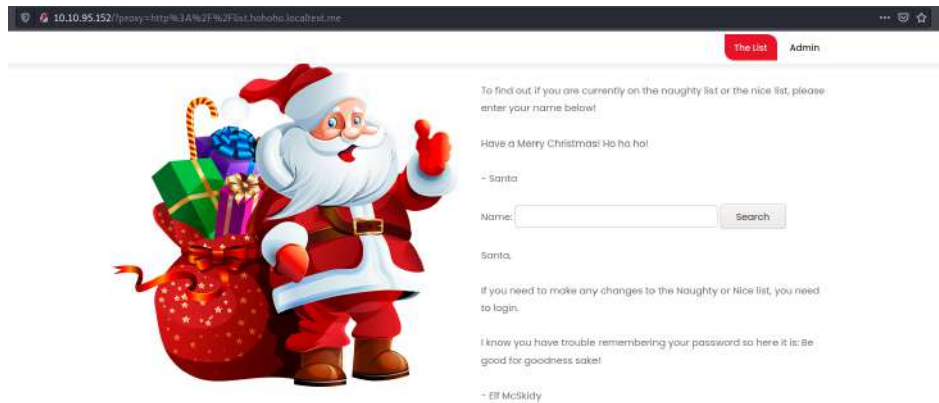 10.10.95.152/?proxy=http%3A%2F%2Flist.hohoho.localtest.me
The List Admin
To find out if you are currently on the naughty list or the nice list, please
enter your name below!
Have a Merry Christmas! Ho ho ho!
- Santa
Name: Search
Santa,
If you need to make any changes to the Naughty or Nice list, you need
to login.
I know you have trouble remembering your password so here it is: Be
good for goodness sake!
- Elf McSkidy